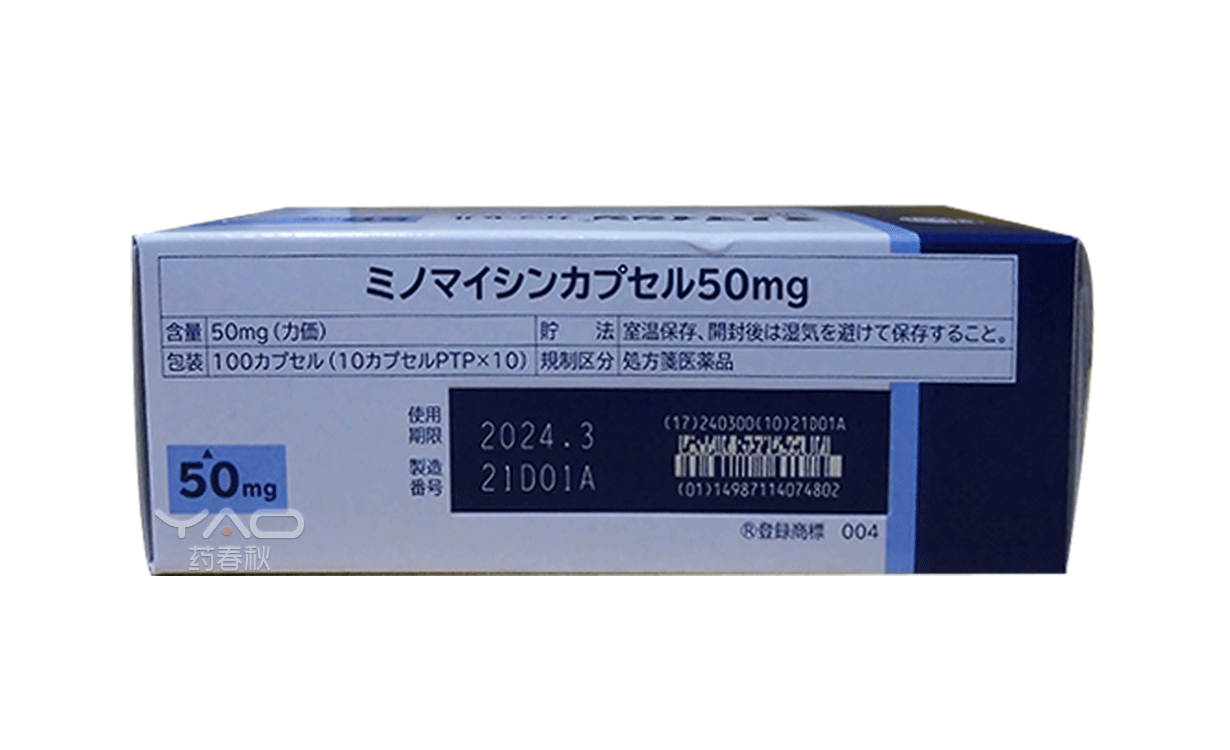 ミノマイシンカプセル50mg
含量 50mg（力価） 貯 法 室温保存、開封後は湿気を避けて保存すること。
包装 100カプセル（10カプセルPTP×10） 規制区分 処方箋医薬品
使用
期限 2024.3
製造
番号 21D01A
(17)240300(10)21D01A
(01)14987114074802
50mg
YAO
药春秋
®登録商標 004